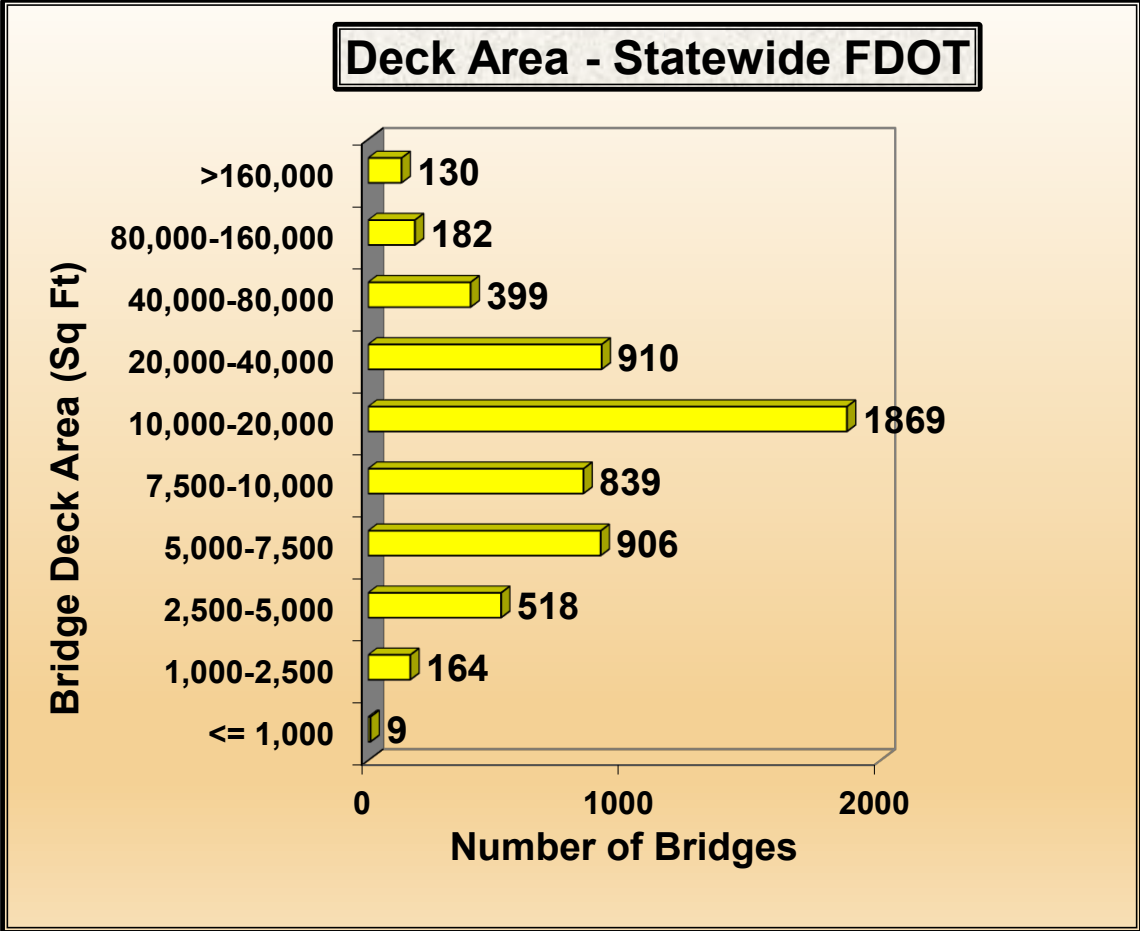 Deck Area - Statewide FDOT
Bridge Deck Area (Sq Ft)
>160,000 130
80,000-160,000 182
40,000-80,000 399
20,000-40,000 910
10,000-20,000 1869
7,500-10,000 839
5,000-7,500 906
2,500-5,000 518
1,000-2,500 164
<= 1,000 9
0 1000 2000
Number of Bridges